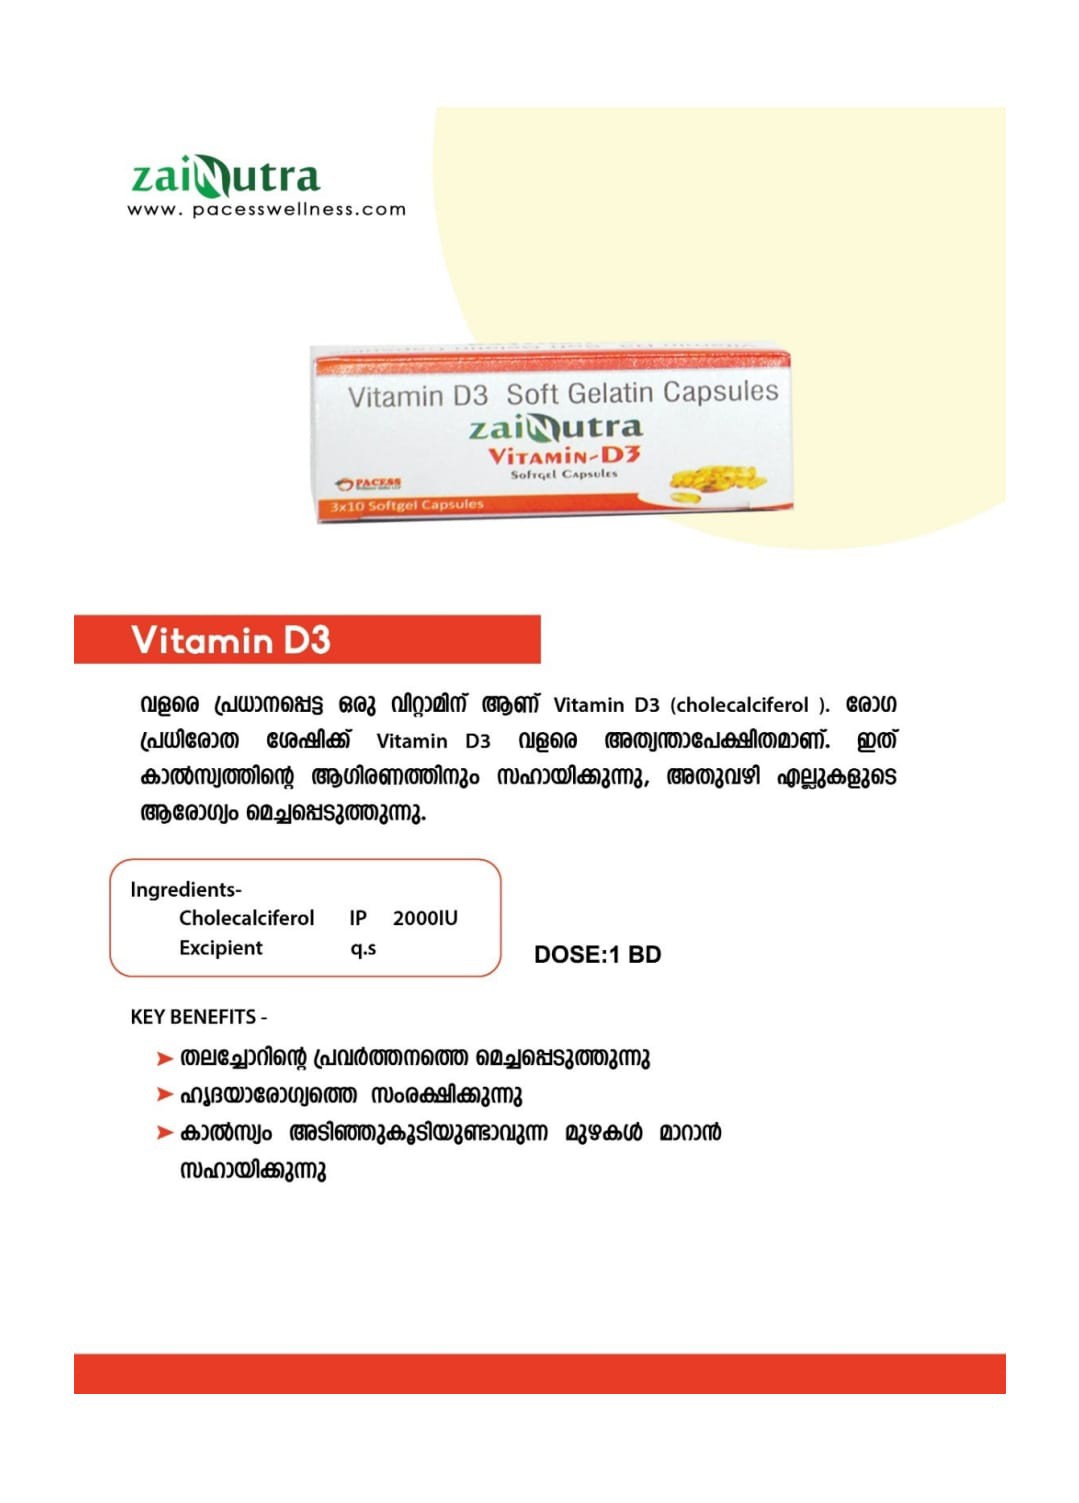 zaiNutra
www. pacesswellness.com
Vitamin D3 Soft Gelatin Capsules
zaiNutra
VITAMIN-D3
Softgel Capsules
PACESS
3x10 Softgel Capsules
Vitamin D3
വളരെ പ്രധാനപ്പെട്ട ഒരു വിറ്റാമിന് ആണ് Vitamin D3 (cholecalciferol ). രോഗ
പ്രധിരോത ശേഷിക്ക് Vitamin D3 വളരെ അത്വന്താപേക്ഷിതമാണ്. ഇത്
കാൽസ്വത്തിന്റെ ആഗിരണത്തിനും സഹായിക്കുന്നു, അതുവഴി എല്ലുകളുടെ
ആരോഗ്യം മെച്ചപ്പെടുത്തുന്നു.
Ingredients-
Cholecalciferol IP 2000IU
Excipient q.s
DOSE:1 BD
KEY BENEFITS -
➤ തലച്ചോറിന്റെ പ്രവർത്തനത്തെ മെച്ചപ്പെടുത്തുന്നു
➤ ഹൃദയാരോഗ്വത്തെ സംരക്ഷിക്കുന്നു
➤ കാൽസ്യം അടിഞ്ഞുകൂടിയുണ്ടാവുന്ന മുഴകൾ മാറാൻ
സഹായിക്കുന്നു